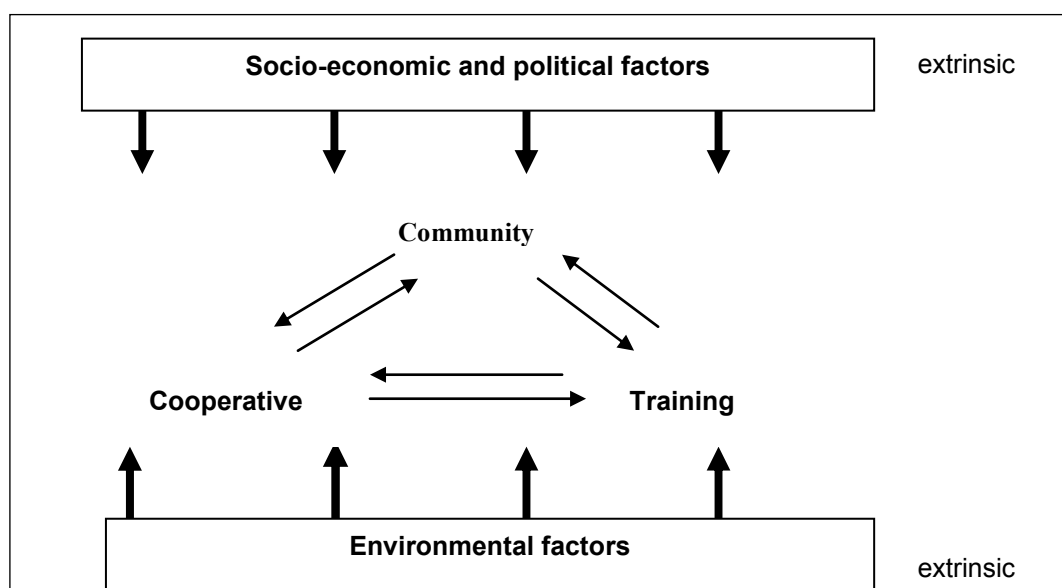 Socio-economic and political factors
extrinsic
Community
Cooperative
Training
Environmental factors
extrinsic